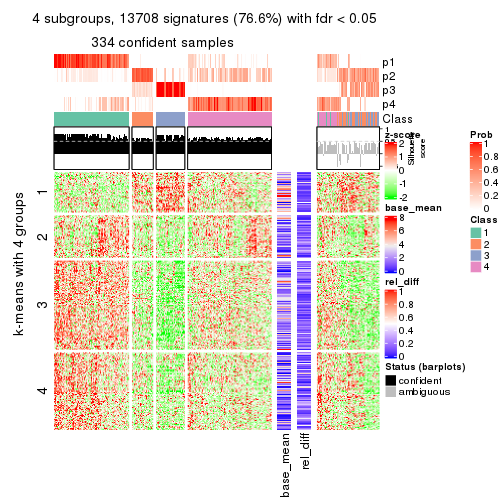 4 subgroups, 13708 signatures (76.6%) with fdr < 0.05
334 confident samples
p1
p2
p3
p4
Class
Silhouette
score
k-means with 4 groups
1
2
3
4
base_mean
rel_diff
z-score
2
1
0
-1
-2
base_mean
8
6
4
2
0
rel_diff
1
0.8
0.6
0.4
0.2
0
Status (barplots)
confident
ambiguous
Prob
1
0.8
0.6
0.4
0.2
0
Class
1
2
3
4